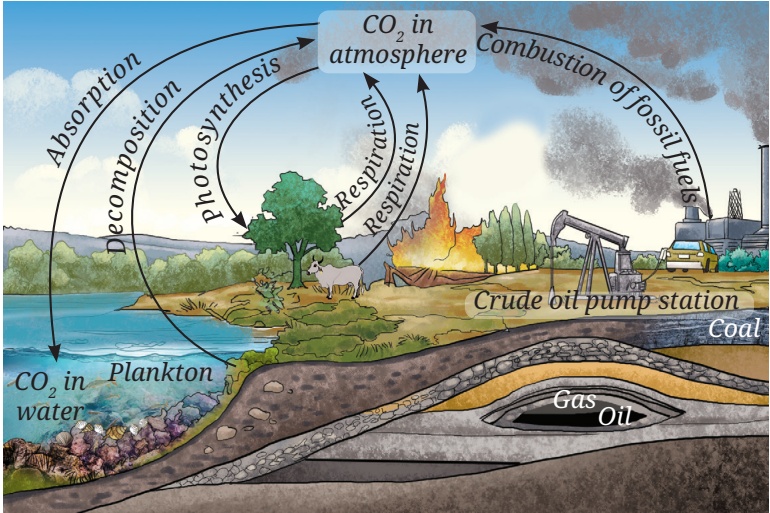 CO₂ in
atmosphere
Absorption
Decomposition
Photosynthesis
Respiration
Respiration
Combustion of fossil fuels
Crude oil pump station
Coal
CO₂ in
water
Plankton
Gas
Oil